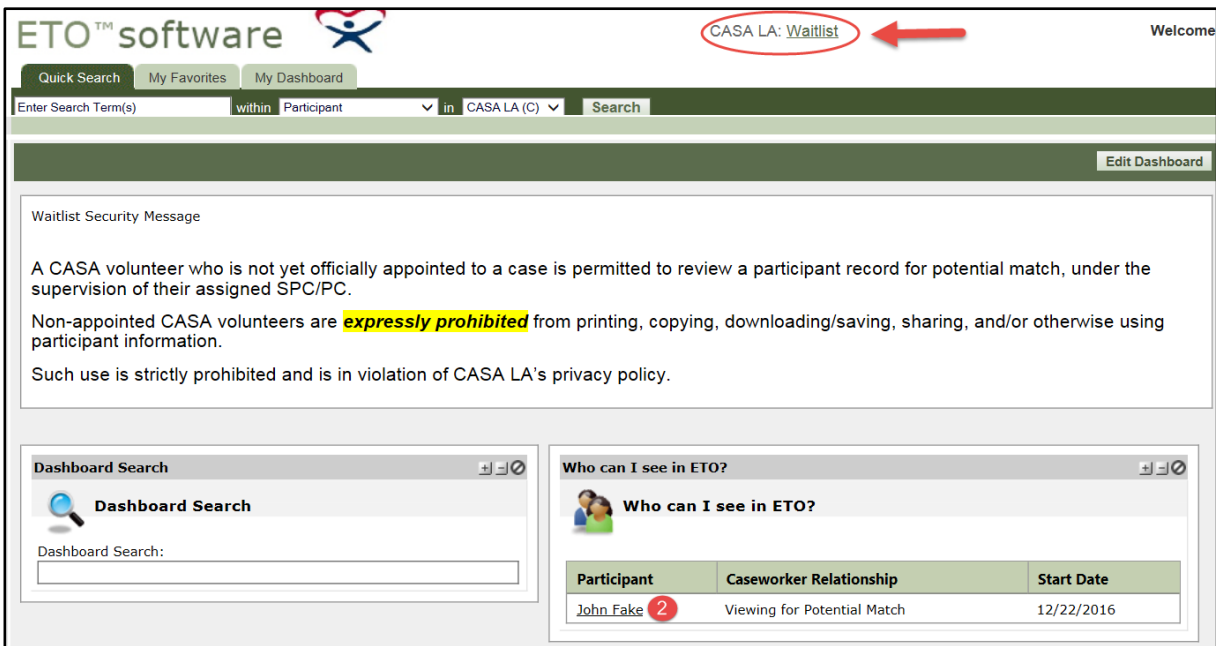 ETO™software
CASA LA: Waitlist
Welcome
Quick Search My Favorites My Dashboard
Enter Search Term(s) within Participant in CASA LA (C) Search
Edit Dashboard
Waitlist Security Message
A CASA volunteer who is not yet officially appointed to a case is permitted to review a participant record for potential match, under the
supervision of their assigned SPC/PC.
Non-appointed CASA volunteers are expressly prohibited from printing, copying, downloading/saving, sharing, and/or otherwise using
participant information.
Such use is strictly prohibited and is in violation of CASA LA's privacy policy.
Dashboard Search
Dashboard Search
Dashboard Search:
Who can I see in ETO?
Who can I see in ETO?
Participant Caseworker Relationship Start Date
John Fake 2 Viewing for Potential Match 12/22/2016